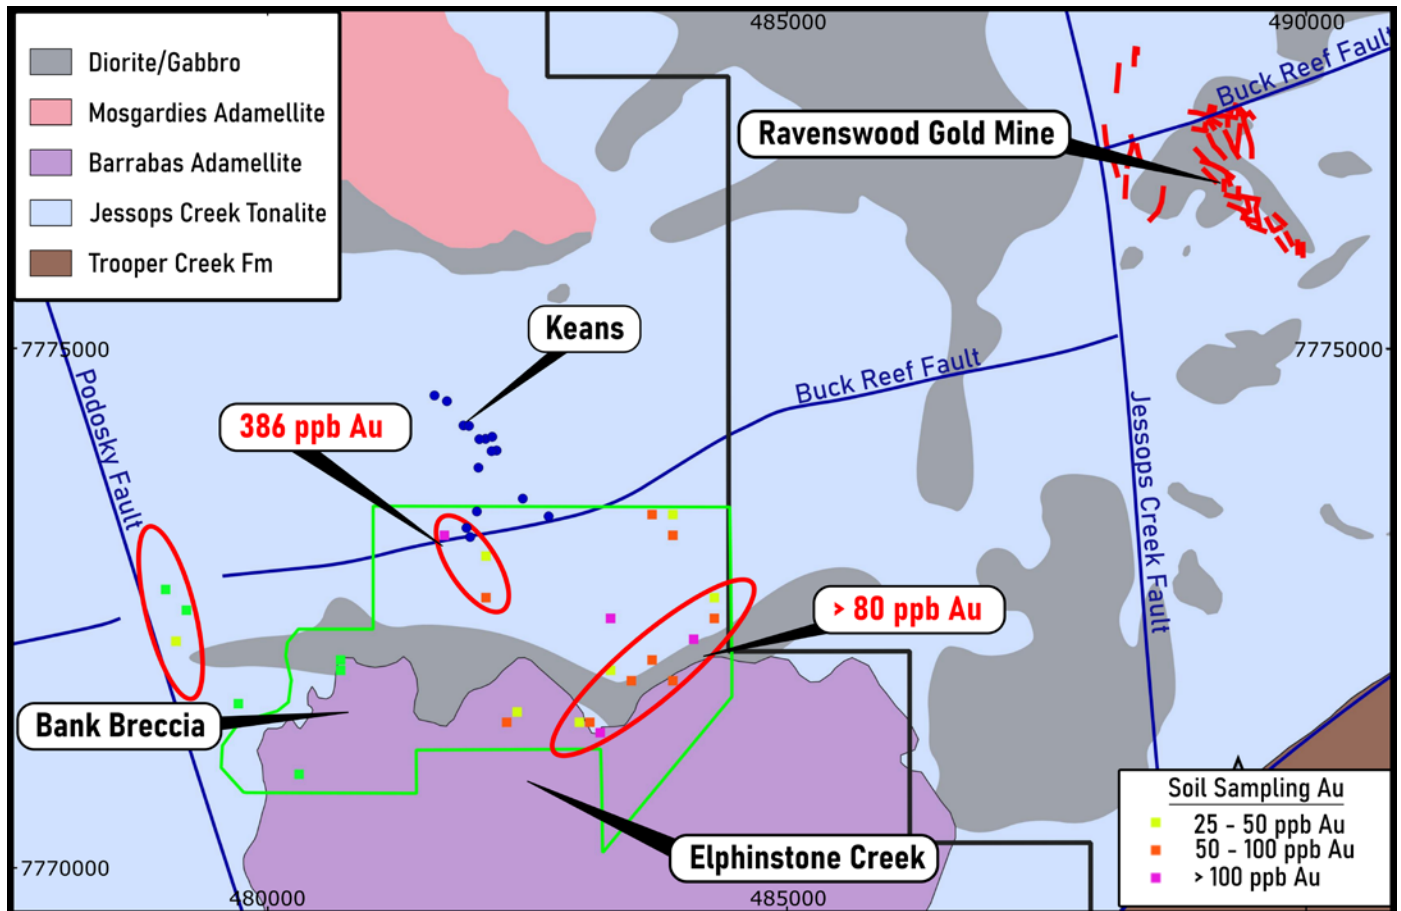 485000
490000
Diorite/Gabbro
Mosgardies Adamellite
Barrabas Adamellite
Jessops Creek Tonalite
Trooper Creek Fm
Buck Reef Fault
Ravenswood Gold Mine
Keans
7775000
7775000
Buck Reef Fault
Podosky Fault
386 ppb Au
Jessops Creek Fault
> 80 ppb Au
Bank Breccia
Elphinstone Creek
Soil Sampling Au
25 - 50 ppb Au
50 - 100 ppb Au
> 100 ppb Au
7770000
480000
485000